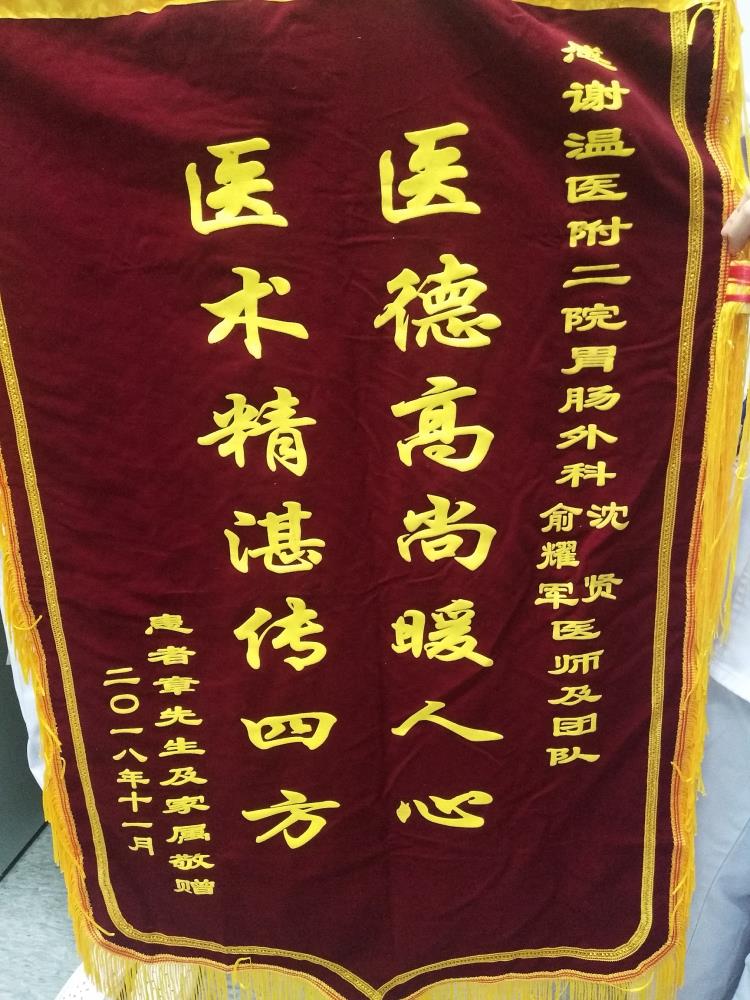 感谢温医附二院胃肠外科沈贤俞耀军医师及团队
医德高尚暖人心
医术精湛传四方
患者章先生及家属敬赠
二〇一八年十一月